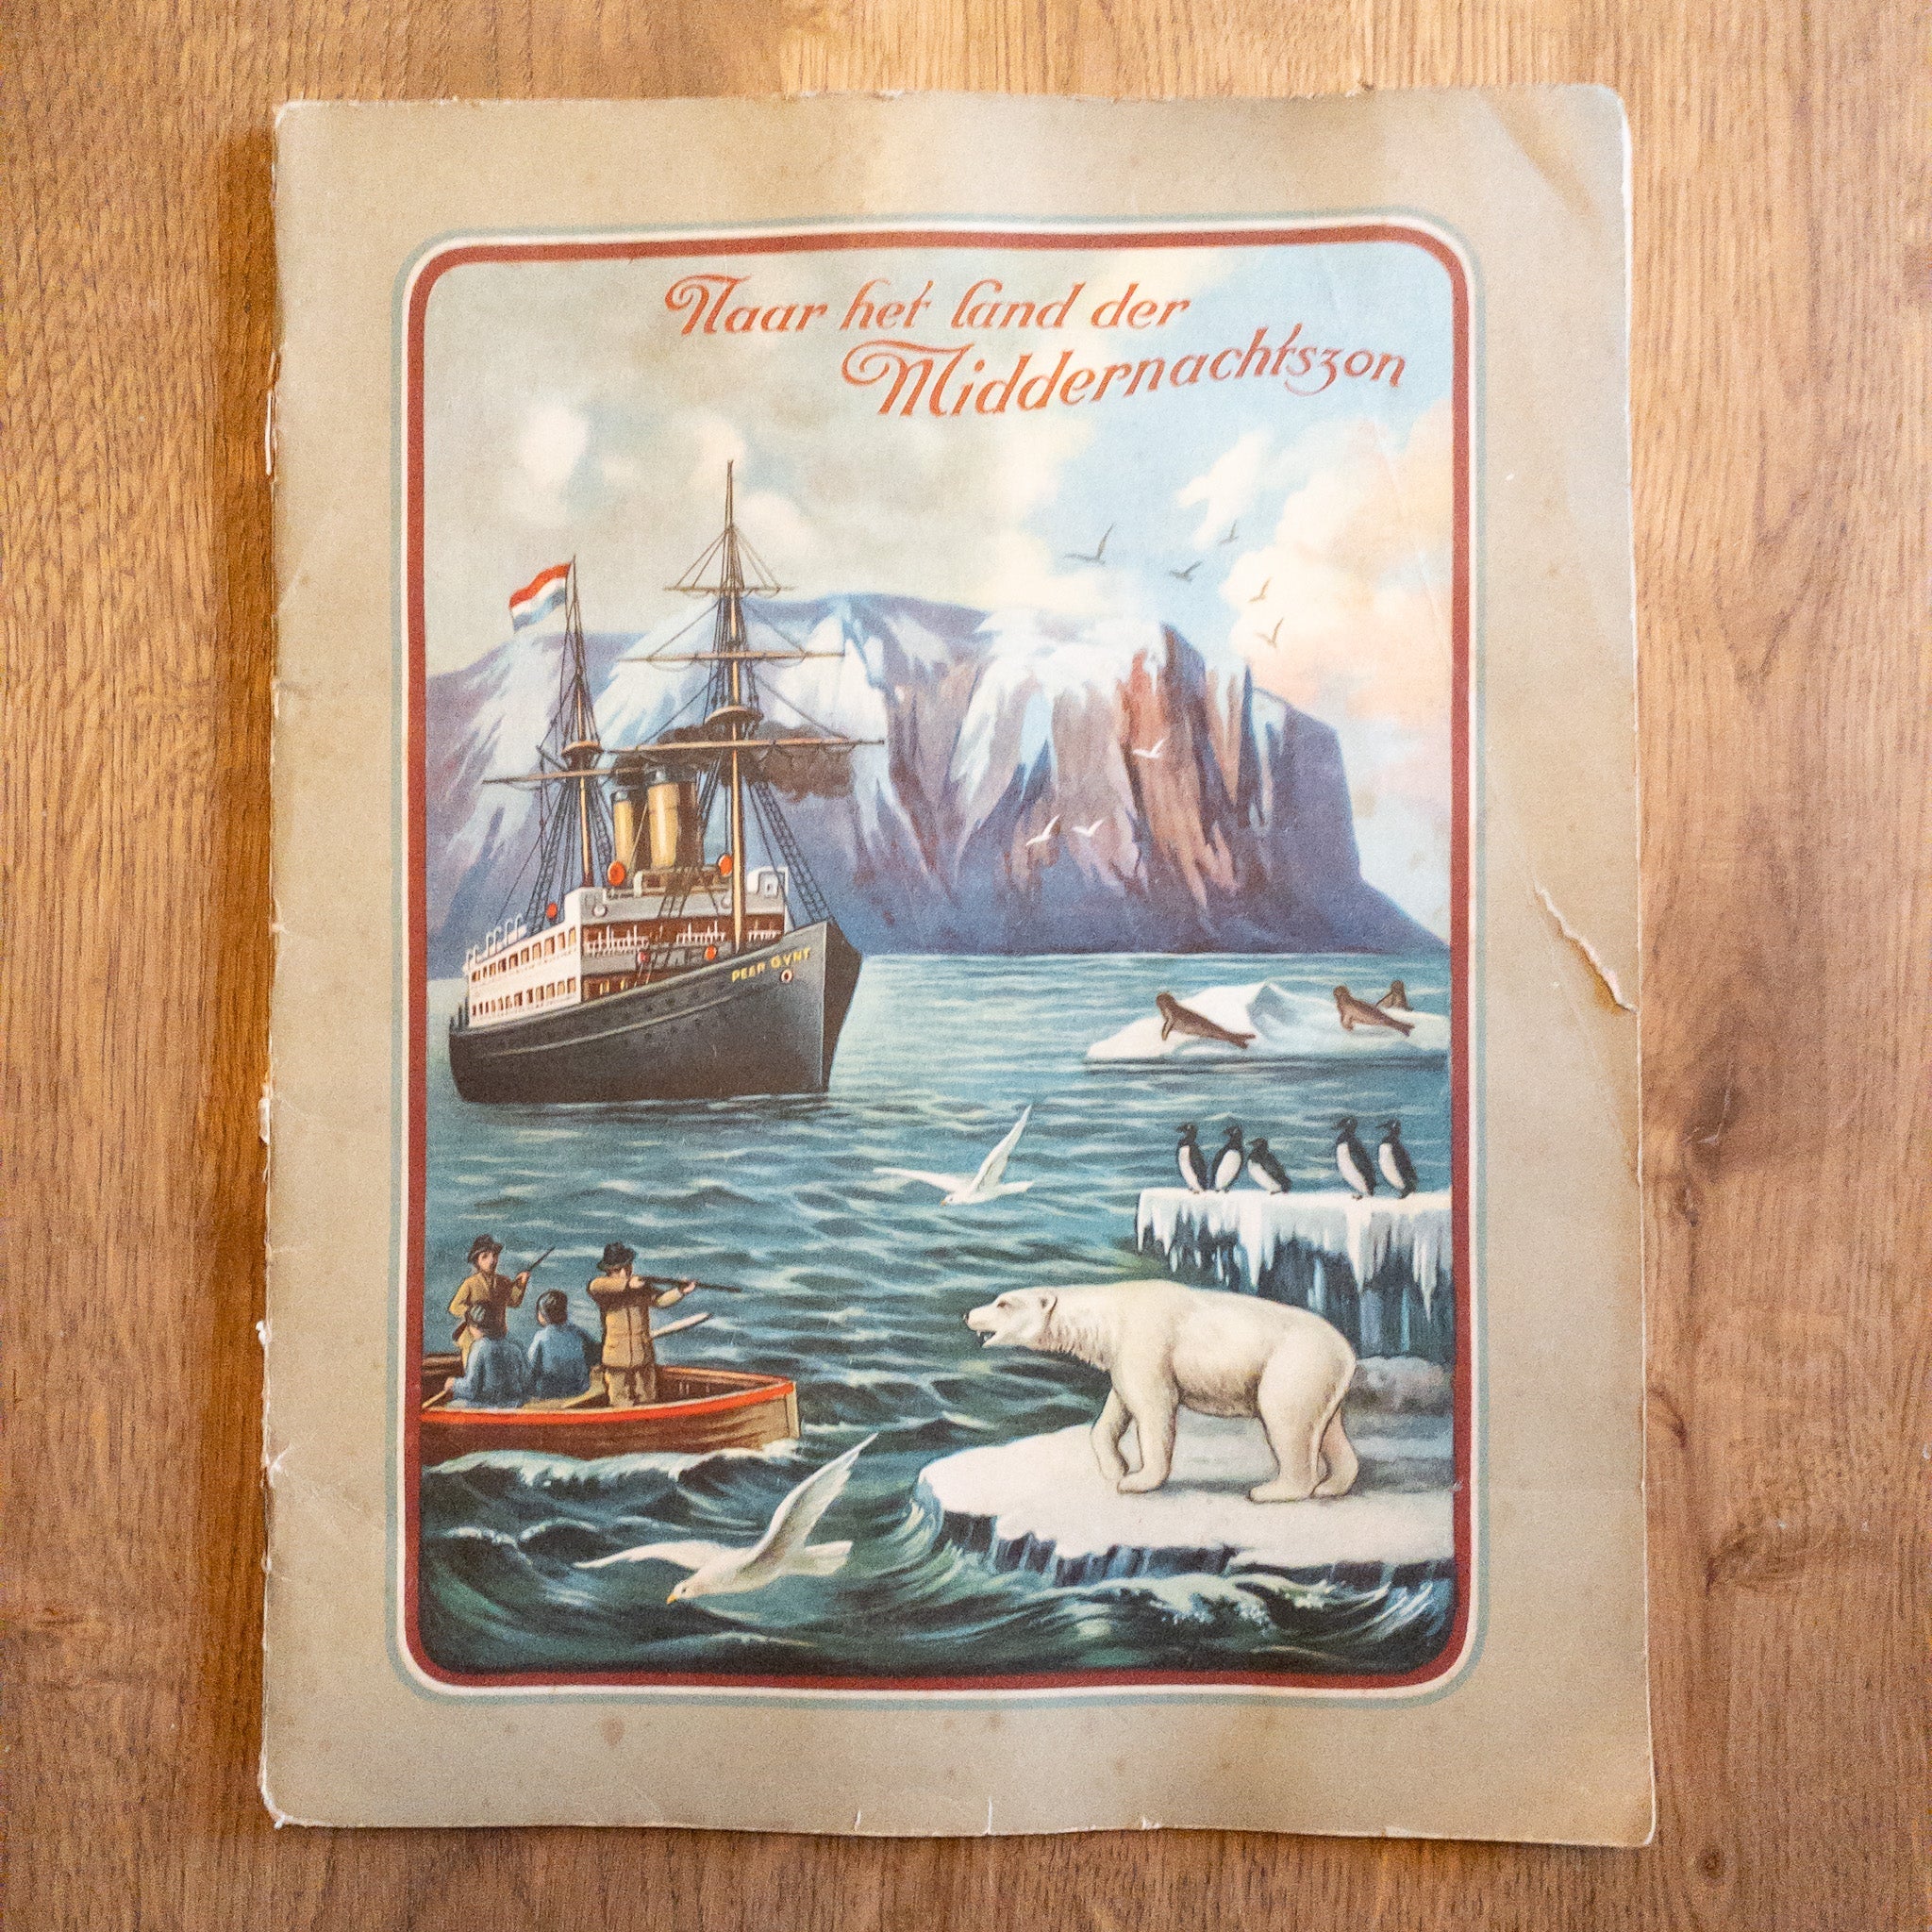 Naar het land der
Middernachtszon
PEER GYNT